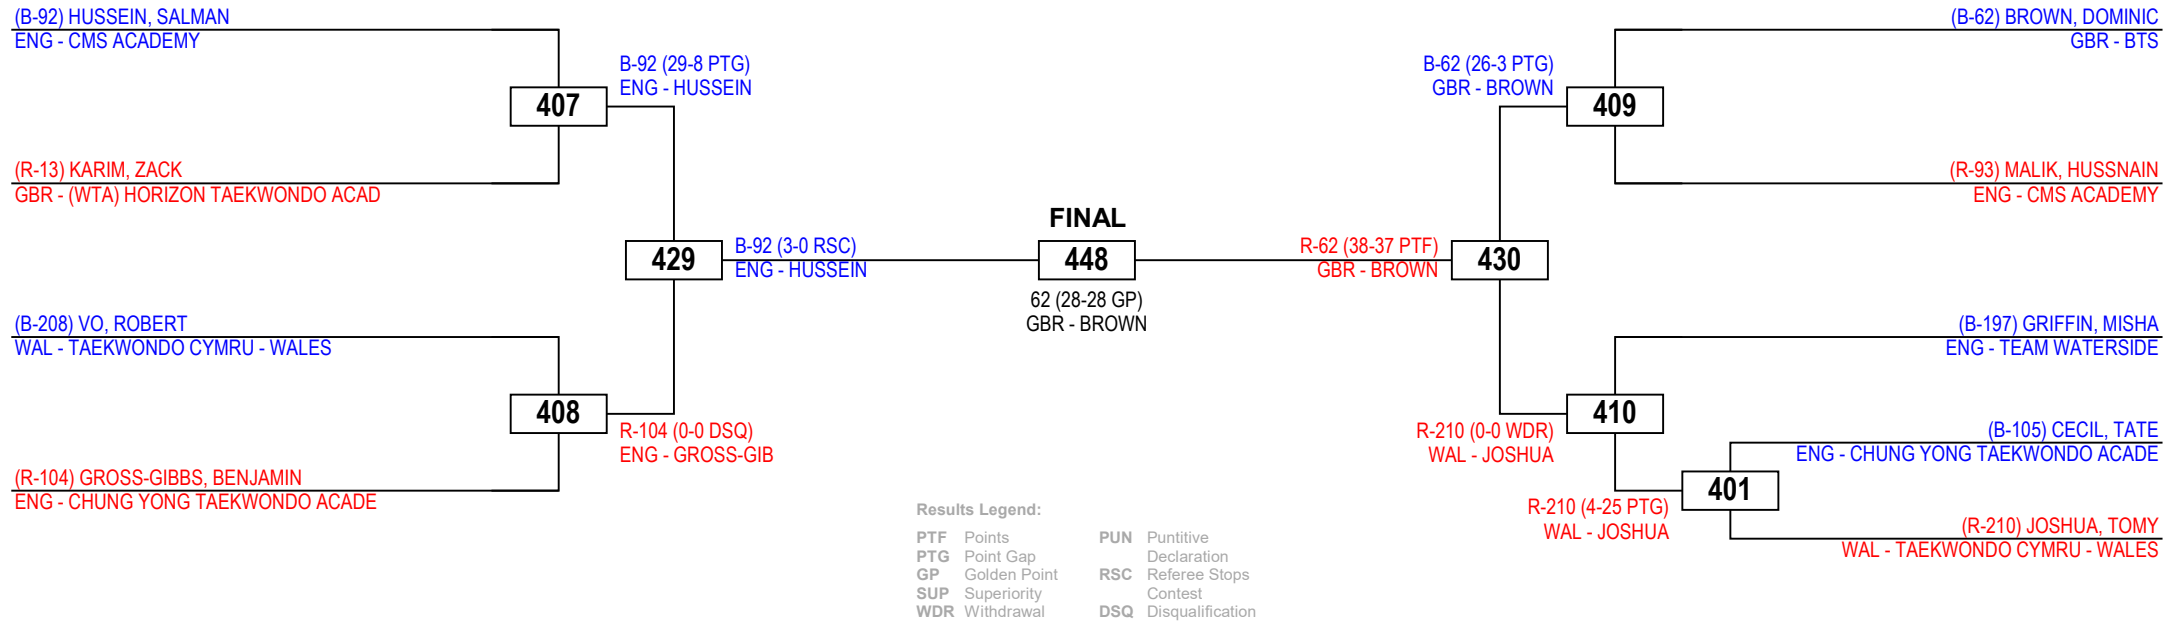 (B-92) HUSSEIN, SALMAN
ENG - CMS ACADEMY
(R-13) KARIM, ZACK
GBR - (WTA) HORIZON TAEKWONDO ACAD
(B-208) VO, ROBERT
WAL - TAEKWONDO CYMRU - WALES
(R-104) GROSS-GIBBS, BENJAMIN
ENG - CHUNG YONG TAEKWONDO ACADE
407
B-92 (29-8 PTG)
ENG - HUSSEIN
408
R-104 (0-0 DSQ)
ENG - GROSS-GIB
429
B-92 (3-0 RSC)
ENG - HUSSEIN
FINAL
448
62 (28-28 GP)
GBR - BROWN
R-62 (38-37 PTF)
GBR - BROWN
430
B-62 (26-3 PTG)
GBR - BROWN
409
R-210 (0-0 WDR)
WAL - JOSHUA
410
R-210 (4-25 PTG)
WAL - JOSHUA
401
(B-62) BROWN, DOMINIC
GBR - BTS
(R-93) MALIK, HUSSNAIN
ENG - CMS ACADEMY
(B-197) GRIFFIN, MISHA
ENG - TEAM WATERSIDE
(B-105) CECIL, TATE
ENG - CHUNG YONG TAEKWONDO ACADE
(R-210) JOSHUA, TOMY
WAL - TAEKWONDO CYMRU - WALES
Results Legend:
PTF Points
PTG Point Gap
GP Golden Point
SUP Superiority
WDR Withdrawal
PUN Puntitive
Declaration
RSC Referee Stops
Contest
DSQ Disqualification